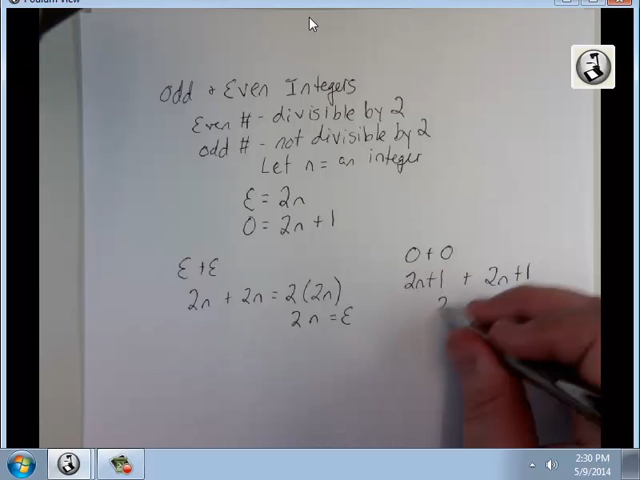 Podium View
Odd + Even Integers
Even # - divisible by 2
odd # - not divisible by 2
Let n = an integer
ε = 2n
O = 2n + 1
ε + ε
2n + 2n = 2(2n)
2n = ε
O + O
2n+1 + 2n+1
2
2:30 PM
5/9/2014